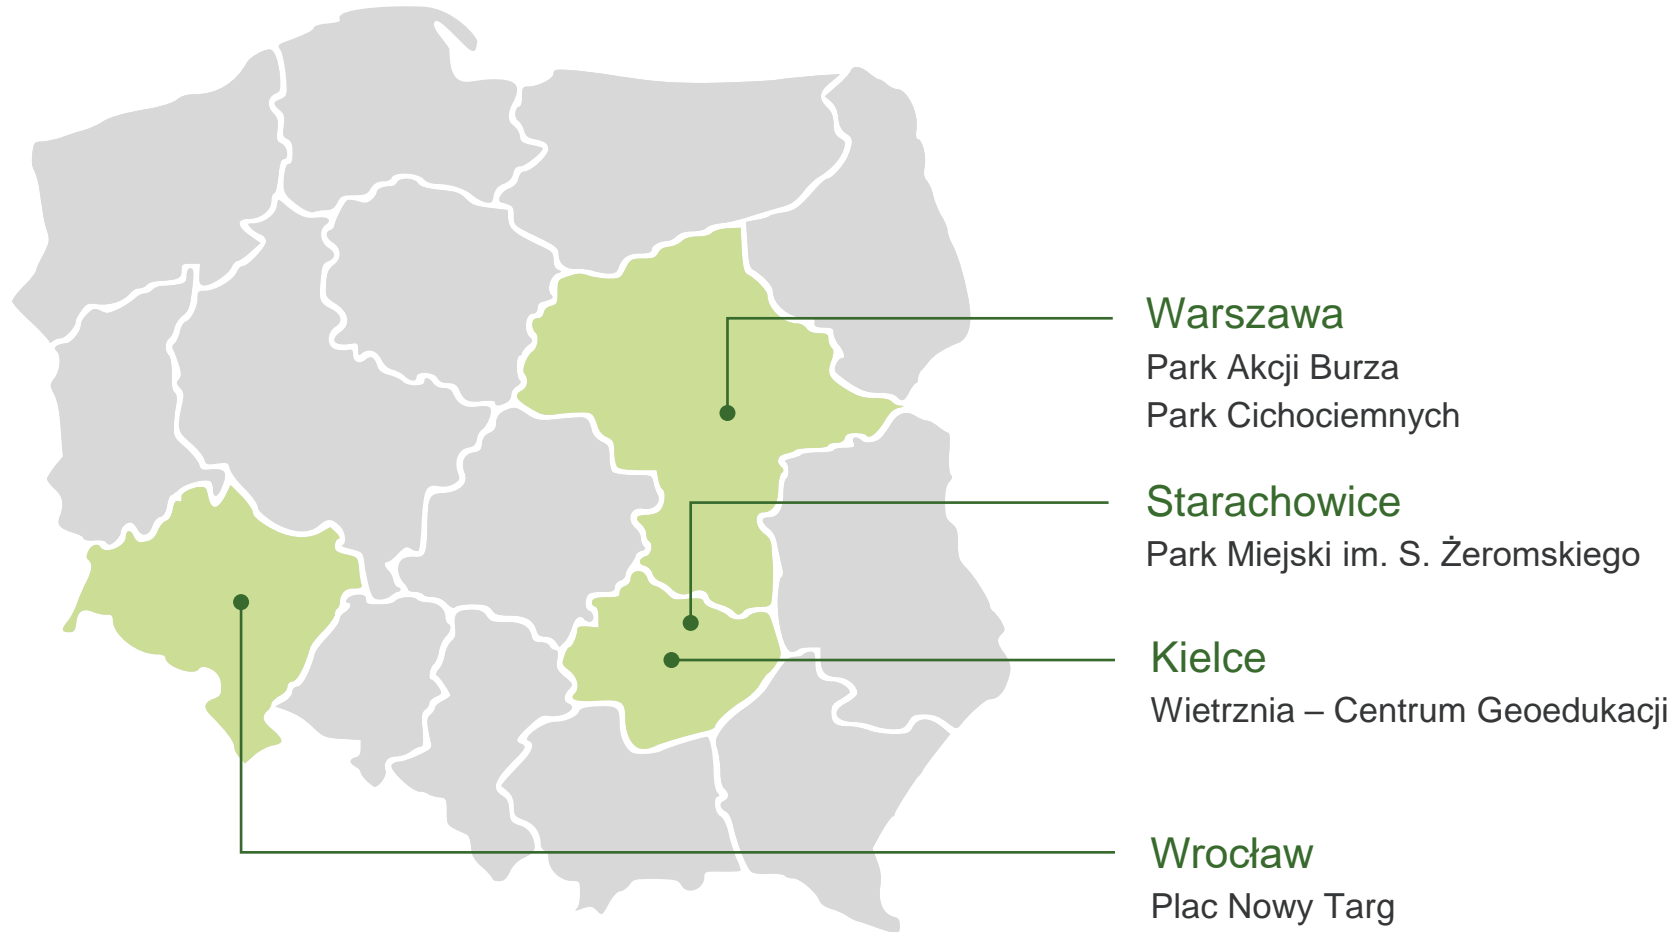 Warszawa
Park Akcji Burza
Park Cichociemnych
Starachowice
Park Miejski im. S. Żeromskiego
Kielce
Wietrznia – Centrum Geoedukacji
Wrocław
Plac Nowy Targ